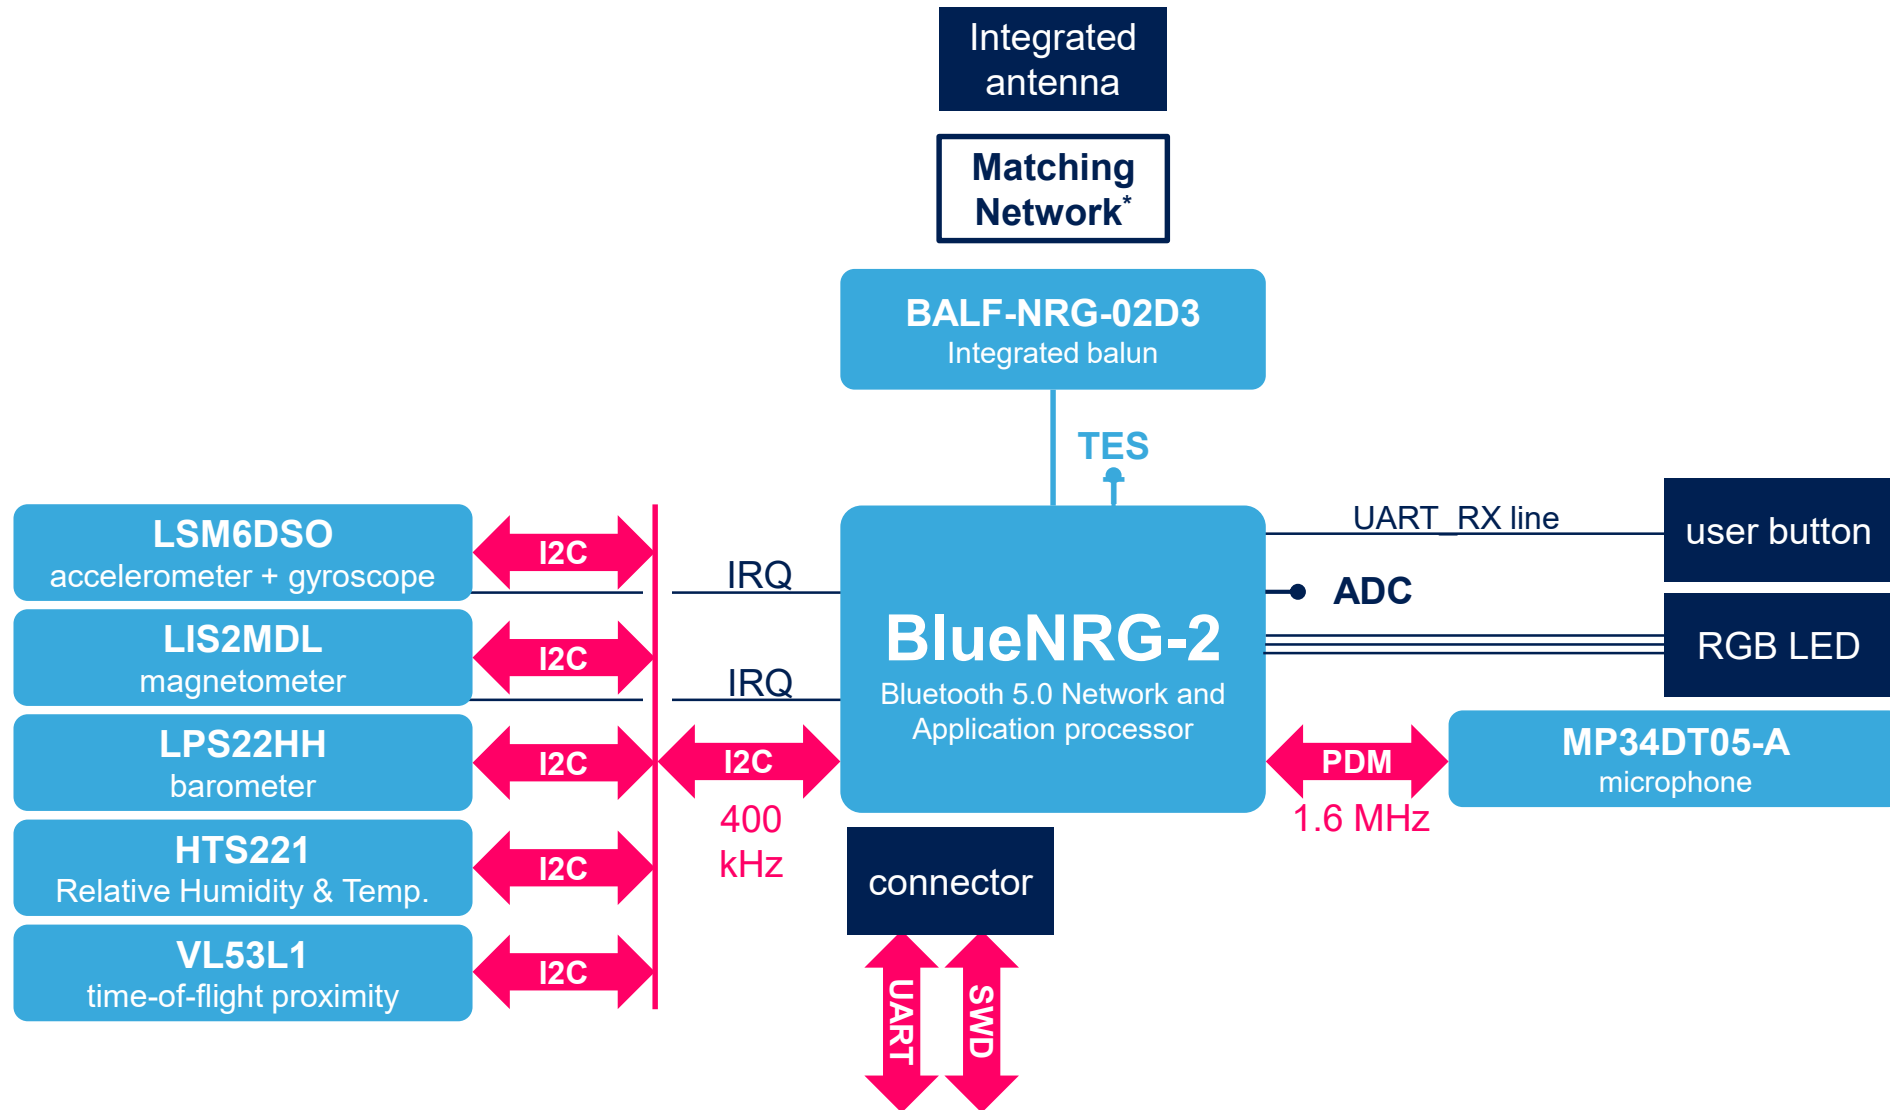 Integrated
antenna
Matching
Network*
BALF-NRG-02D3
Integrated balun
TES
LSM6DSO
accelerometer + gyroscope
I2C
IRQ
LIS2MDL
magnetometer
I2C
IRQ
LPS22HH
barometer
I2C
HTS221
Relative Humidity & Temp.
I2C
VL53L1
time-of-flight proximity
I2C
I2C
400
kHz
BlueNRG-2
Bluetooth 5.0 Network and
Application processor
UART_RX line
user button
ADC
RGB LED
PDM
1.6 MHz
MP34DT05-A
microphone
connector
UART
SWD